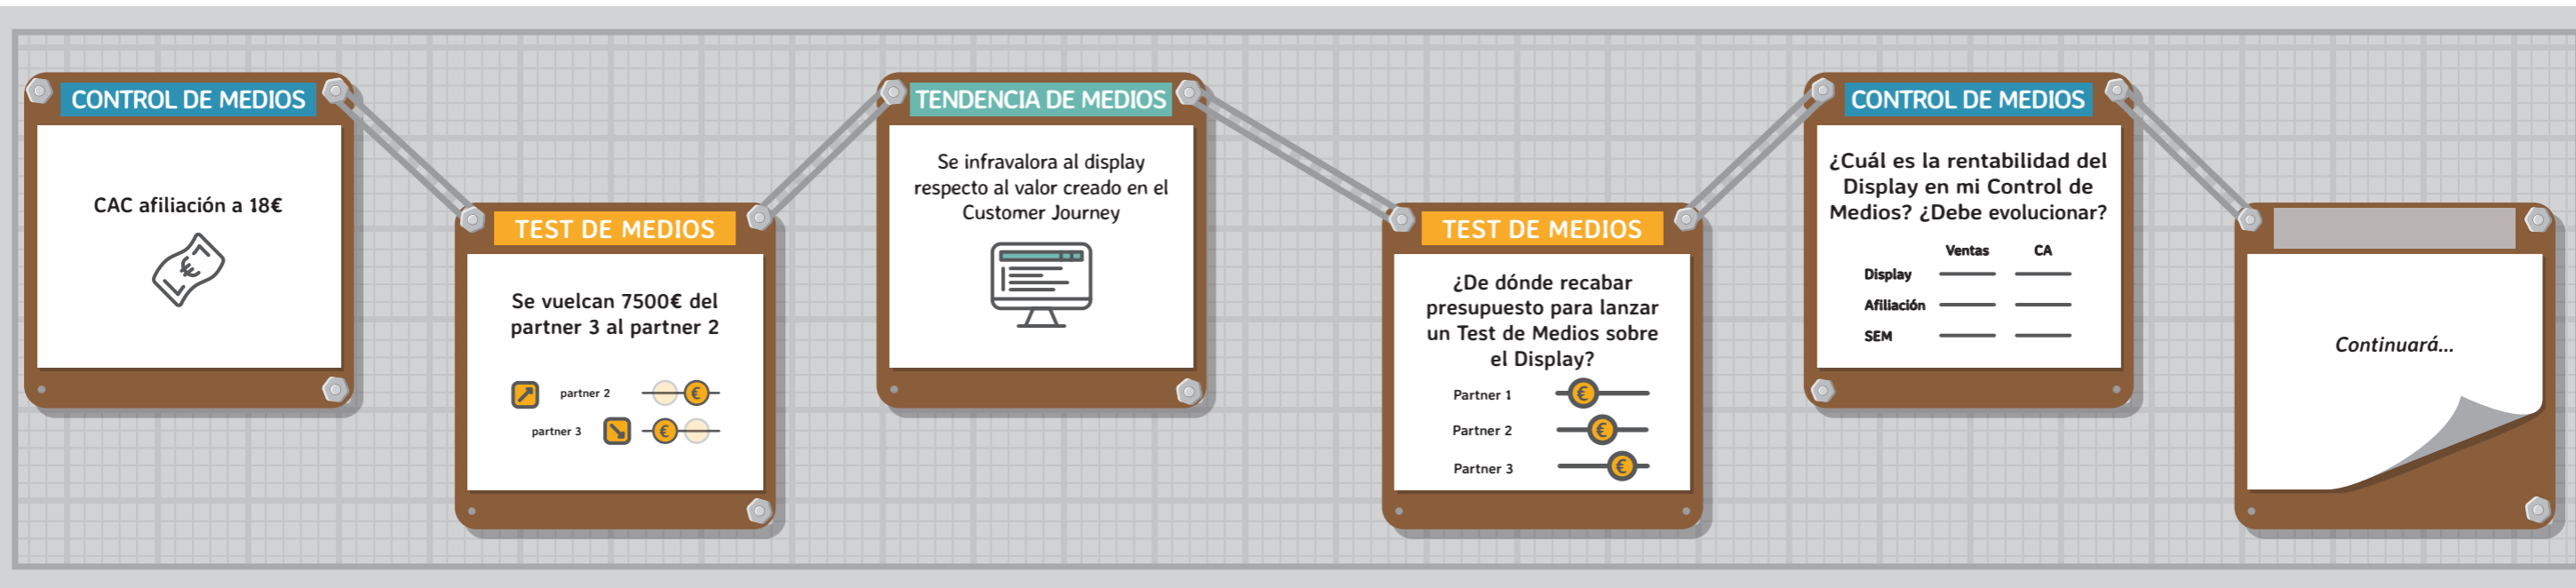 CONTROL DE MEDIOS
CAC afiliación a 18€
€
TEST DE MEDIOS
Se vuelcan 7500€ del
partner 3 al partner 2
partner 2 €
partner 3 €
TENDENCIA DE MEDIOS
Se infravalora al display
respecto al valor creado en el
Customer Journey
TEST DE MEDIOS
¿De dónde recabar
presupuesto para lanzar
un Test de Medios sobre
el Display?
Partner 1 €
Partner 2 €
Partner 3 €
CONTROL DE MEDIOS
¿Cuál es la rentabilidad del
Display en mi Control de
Medios? ¿Debe evolucionar?
Ventas CA
Display
Afiliación
SEM
Continuará...